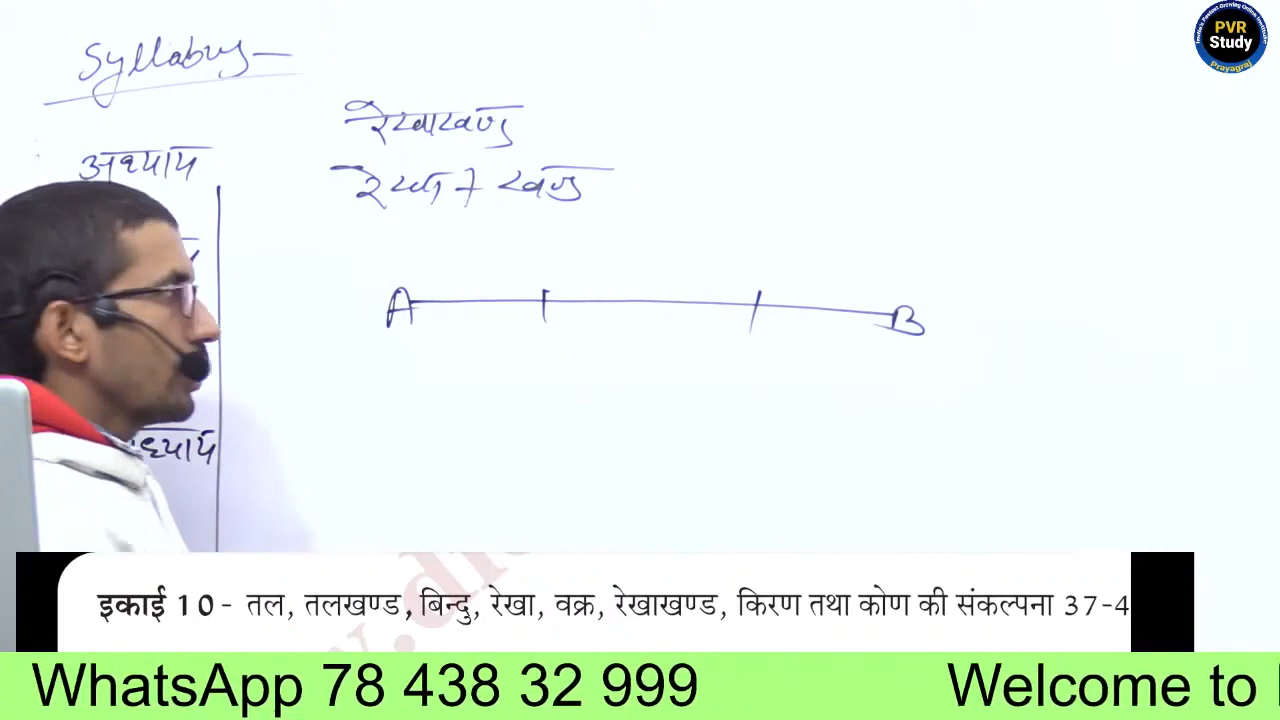 PVR
Study
Prayagraj
Syllabus -
रेखाखण्ड
अध्याय
रेखा + खण्ड
A B
ध्याय
इकाई 10 - तल, तलखण्ड, बिन्दु, रेखा, वक्र, रेखाखण्ड, किरण तथा कोण की संकल्पना 37-4
WhatsApp 78 438 32 999 Welcome to